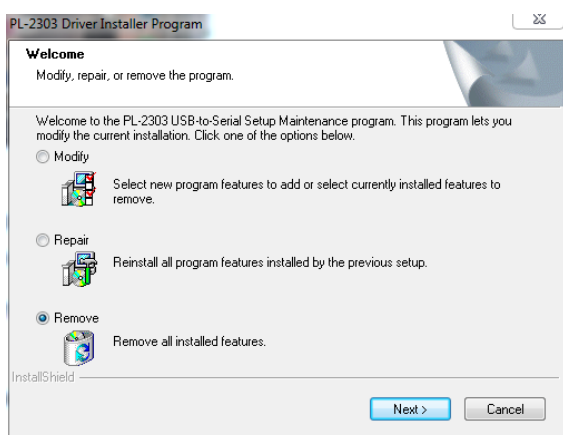 PL-2303 Driver Installer Program
Welcome
Modify, repair, or remove the program.
Welcome to the PL-2303 USB-to-Serial Setup Maintenance program. This program lets you
modify the current installation. Click one of the options below.
Modify
Select new program features to add or select currently installed features to
remove.
Repair
Reinstall all program features installed by the previous setup.
Remove
Remove all installed features.
InstallShield
Next >
Cancel